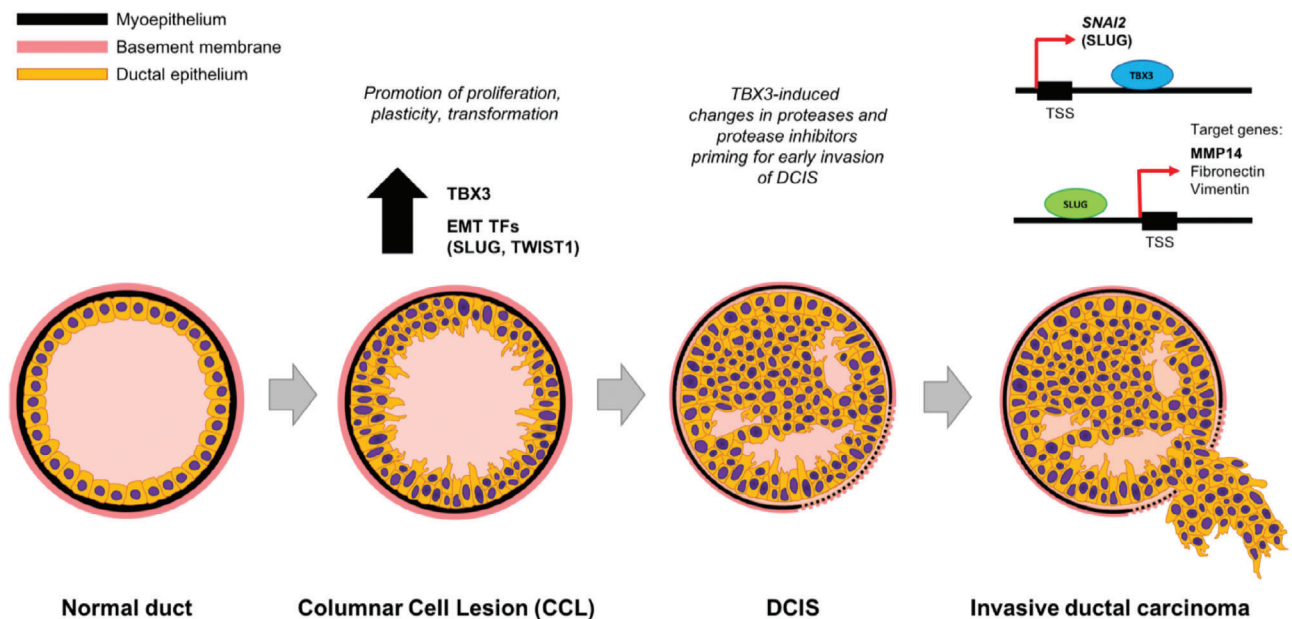 Myoepithelium
Basement membrane
Ductal epithelium
Promotion of proliferation,
plasticity, transformation
TBX3
EMT TFs
(SLUG, TWIST1)
TBX3-induced
changes in proteases and
protease inhibitors
priming for early invasion
of DCIS
SNAI2
(SLUG)
TBX3
TSS
Target genes:
MMP14
Fibronectin
Vimentin
SLUG
TSS
Normal duct
Columnar Cell Lesion (CCL)
DCIS
Invasive ductal carcinoma